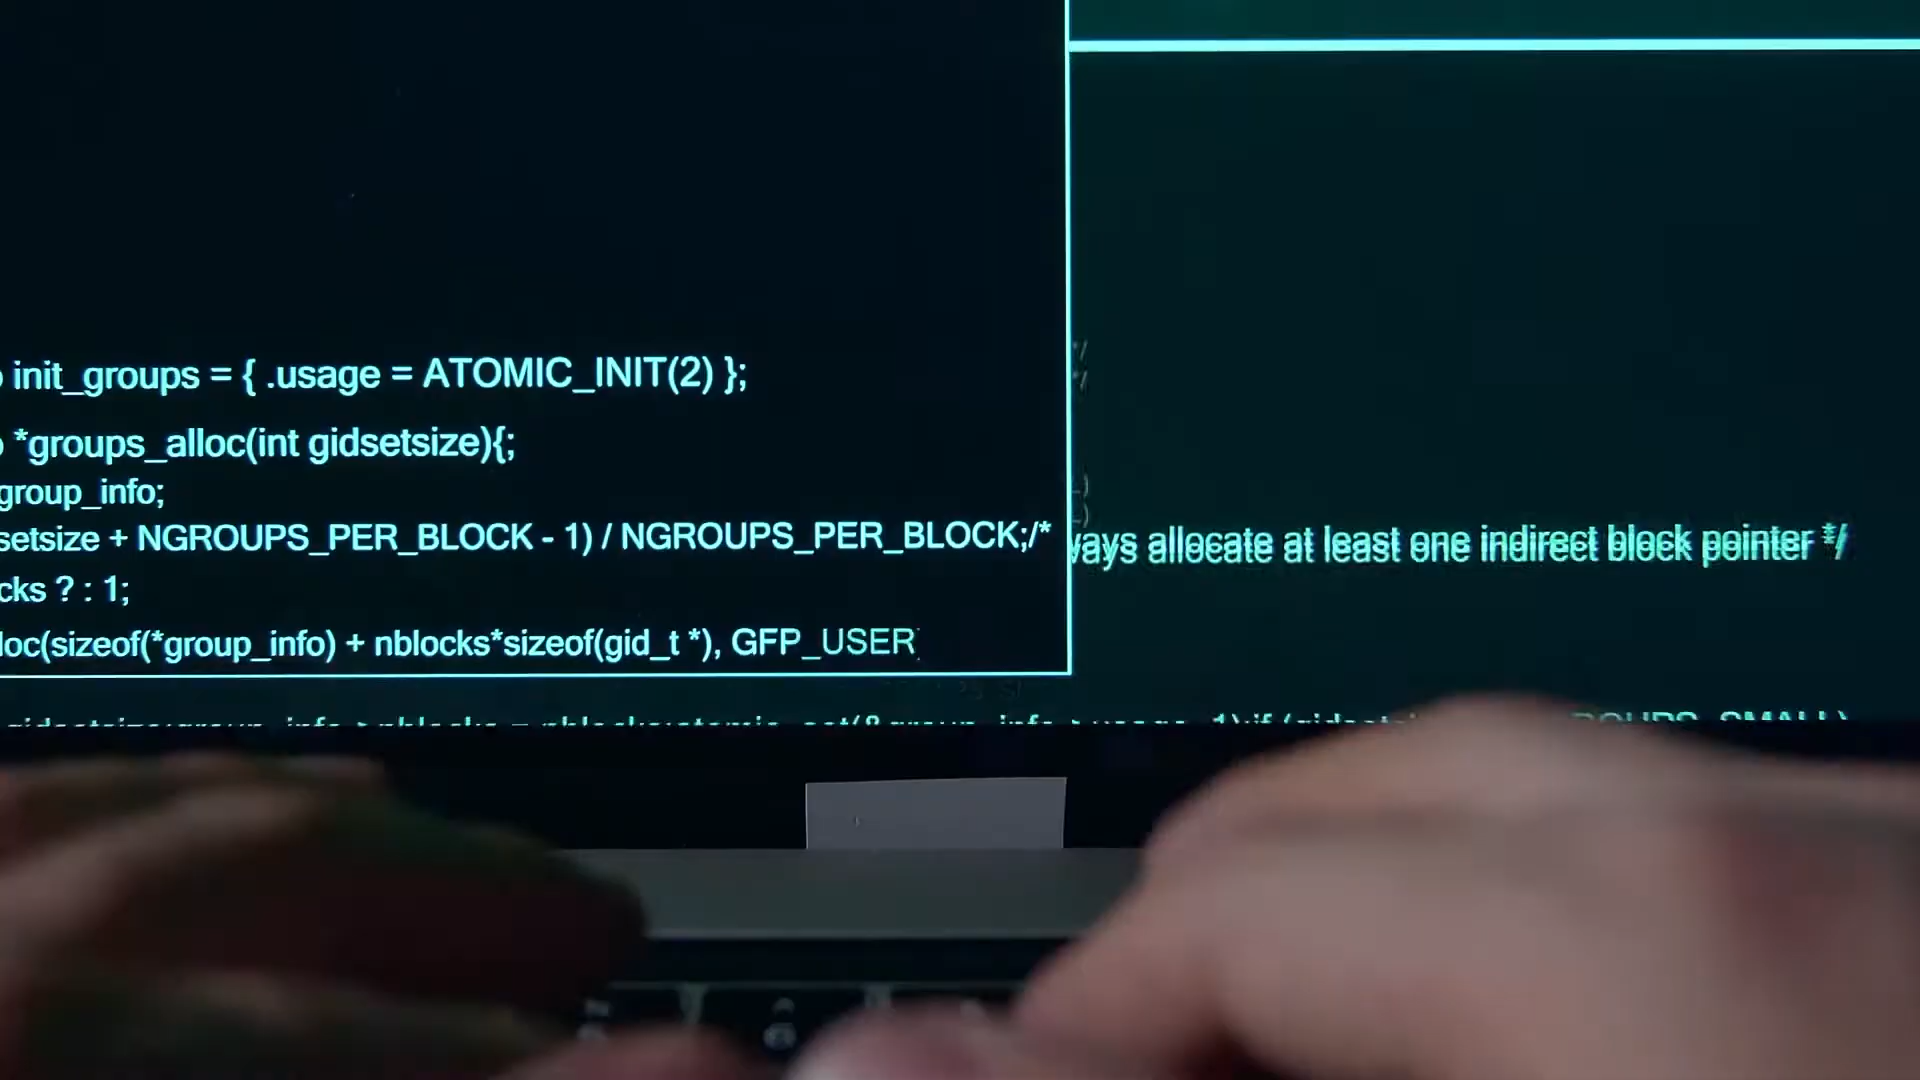 init_groups = { .usage = ATOMIC_INIT(2) };
*groups_alloc(int gidsetsize){;
group_info;
setsize + NGROUPS_PER_BLOCK - 1) / NGROUPS_PER_BLOCK;/*
ways allocate at least one indirect block pointer */
cks ? : 1;
loc(sizeof(*group_info) + nblocks*sizeof(gid_t *), GFP_USER